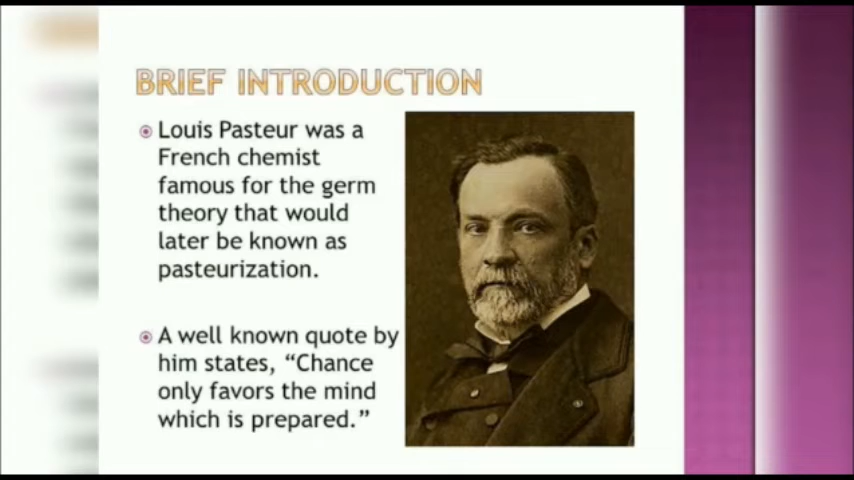 BRIEF INTRODUCTION
Louis Pasteur was a
French chemist
famous for the germ
theory that would
later be known as
pasteurization.
A well known quote by
him states, “Chance
only favors the mind
which is prepared.”